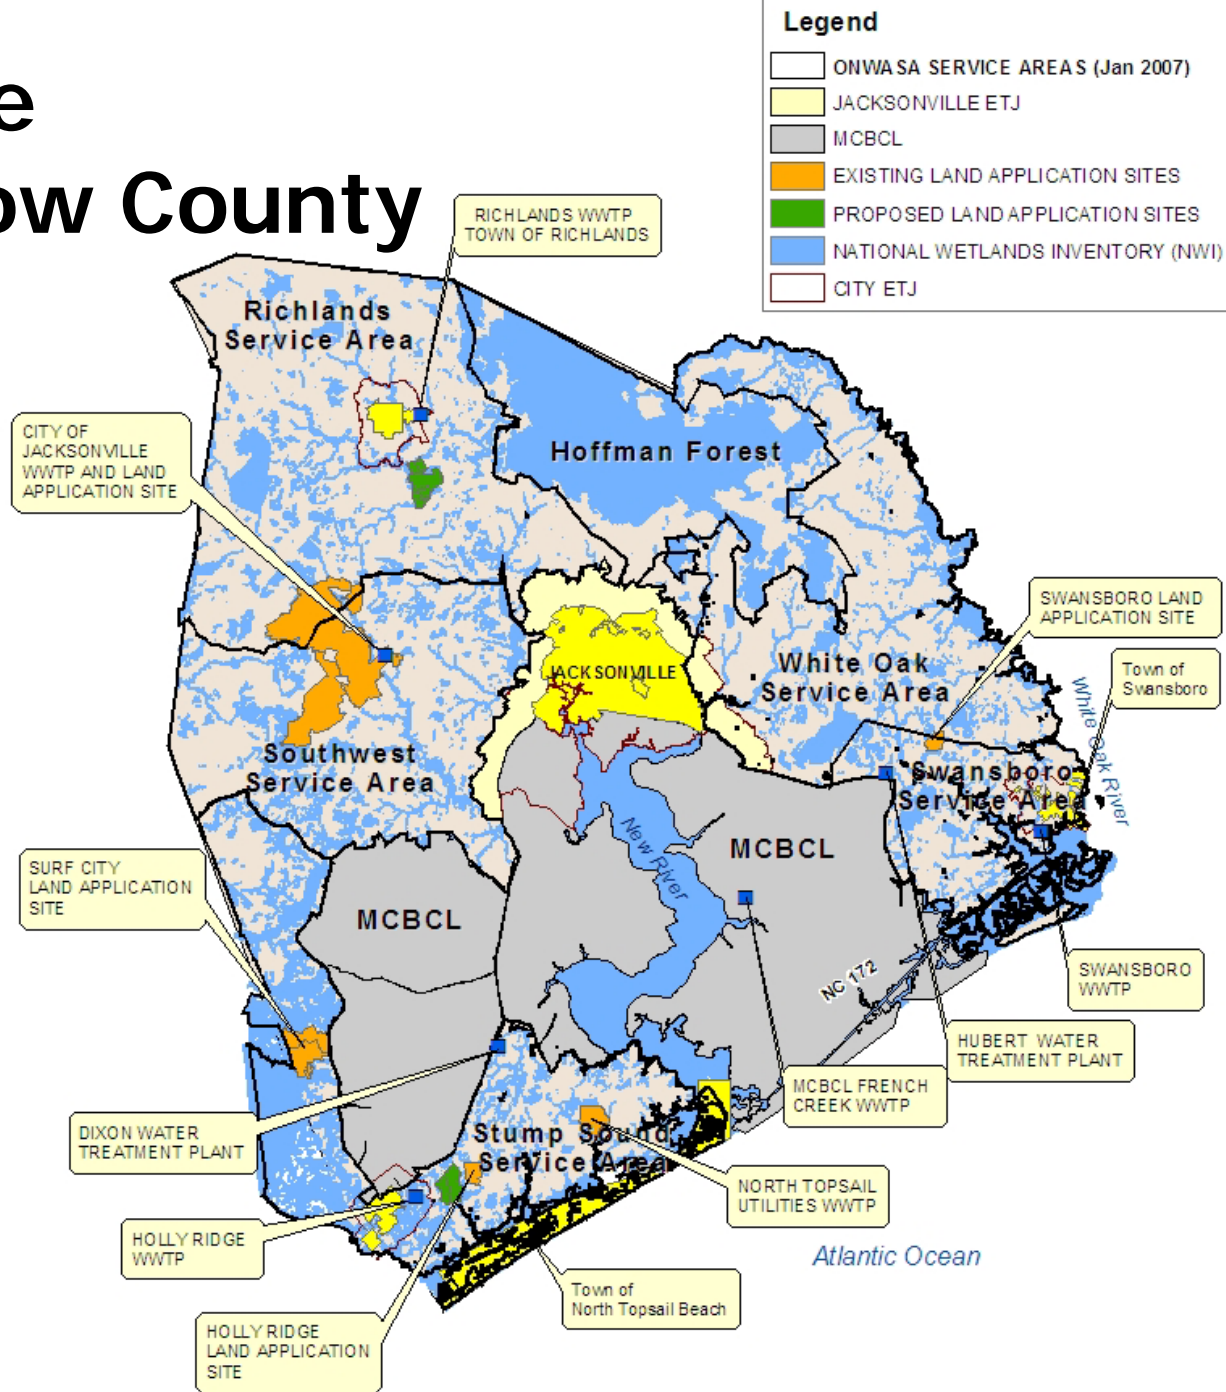 e
ow County
Legend
ONWASA SERVICE AREAS (Jan 2007)
JACKSONVILLE ETJ
MCBCL
EXISTING LAND APPLICATION SITES
PROPOSED LAND APPLICATION SITES
NATIONAL WETLANDS INVENTORY (NWI)
CITY ETJ
RICHLANDS WWTP
TOWN OF RICHLANDS
Richlands
Service Area
CITY OF
JACKSONVILLE
WWTP AND LAND
APPLICATION SITE
Hoffman Forest
SWANSBORO LAND
APPLICATION SITE
White Oak
Service Area
JACKSONVILLE
Town of
Swansboro
White Oak River
Southwest
Service Area
Swansboro
Service Area
New River
MCBCL
SURF CITY
LAND APPLICATION
SITE
MCBCL
NC 172
SWANSBORO
WWTP
HUBERT WATER
TREATMENT PLANT
MCBCL FRENCH
CREEK WWTP
DIXON WATER
TREATMENT PLANT
Stump Sound
Service Area
NORTH TOPSAIL
UTILITIES WWTP
HOLLY RIDGE
WWTP
Atlantic Ocean
Town of
North Topsail Beach
HOLLY RIDGE
LAND APPLICATION
SITE